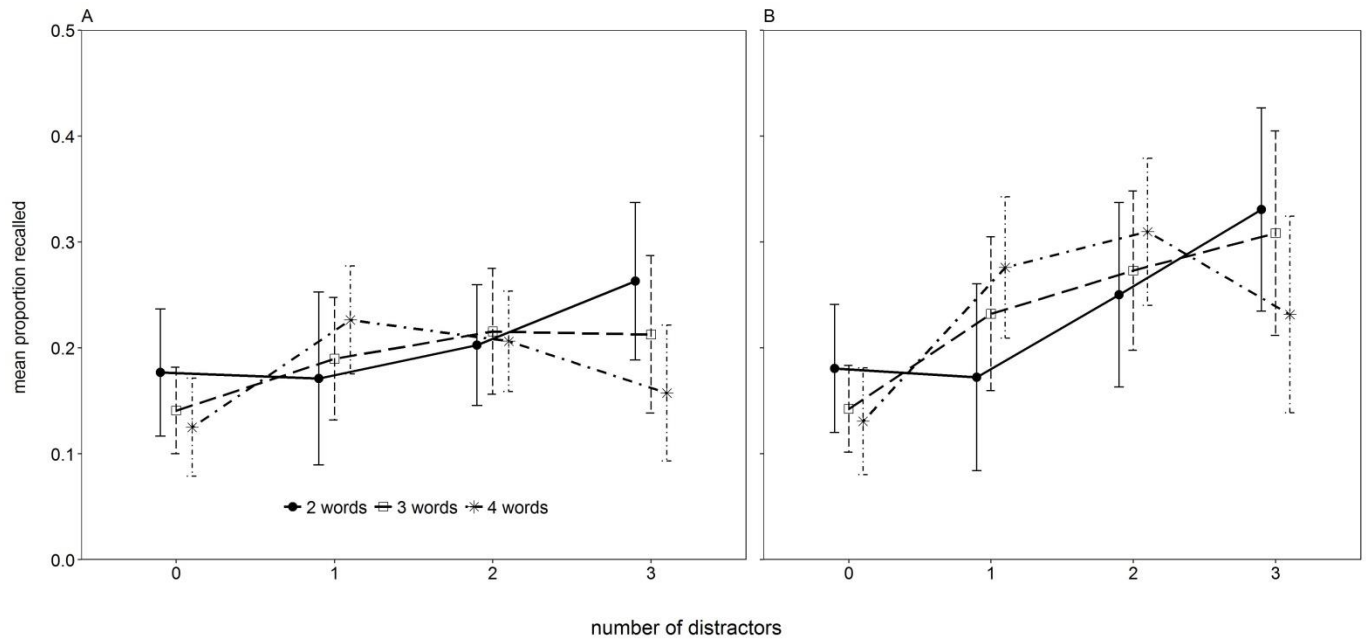 A
B
mean proportion recalled
0.5
0.4
0.3
0.2
0.1
0.0
2 words 3 words 4 words
0 1 2 3
0 1 2 3
number of distractors